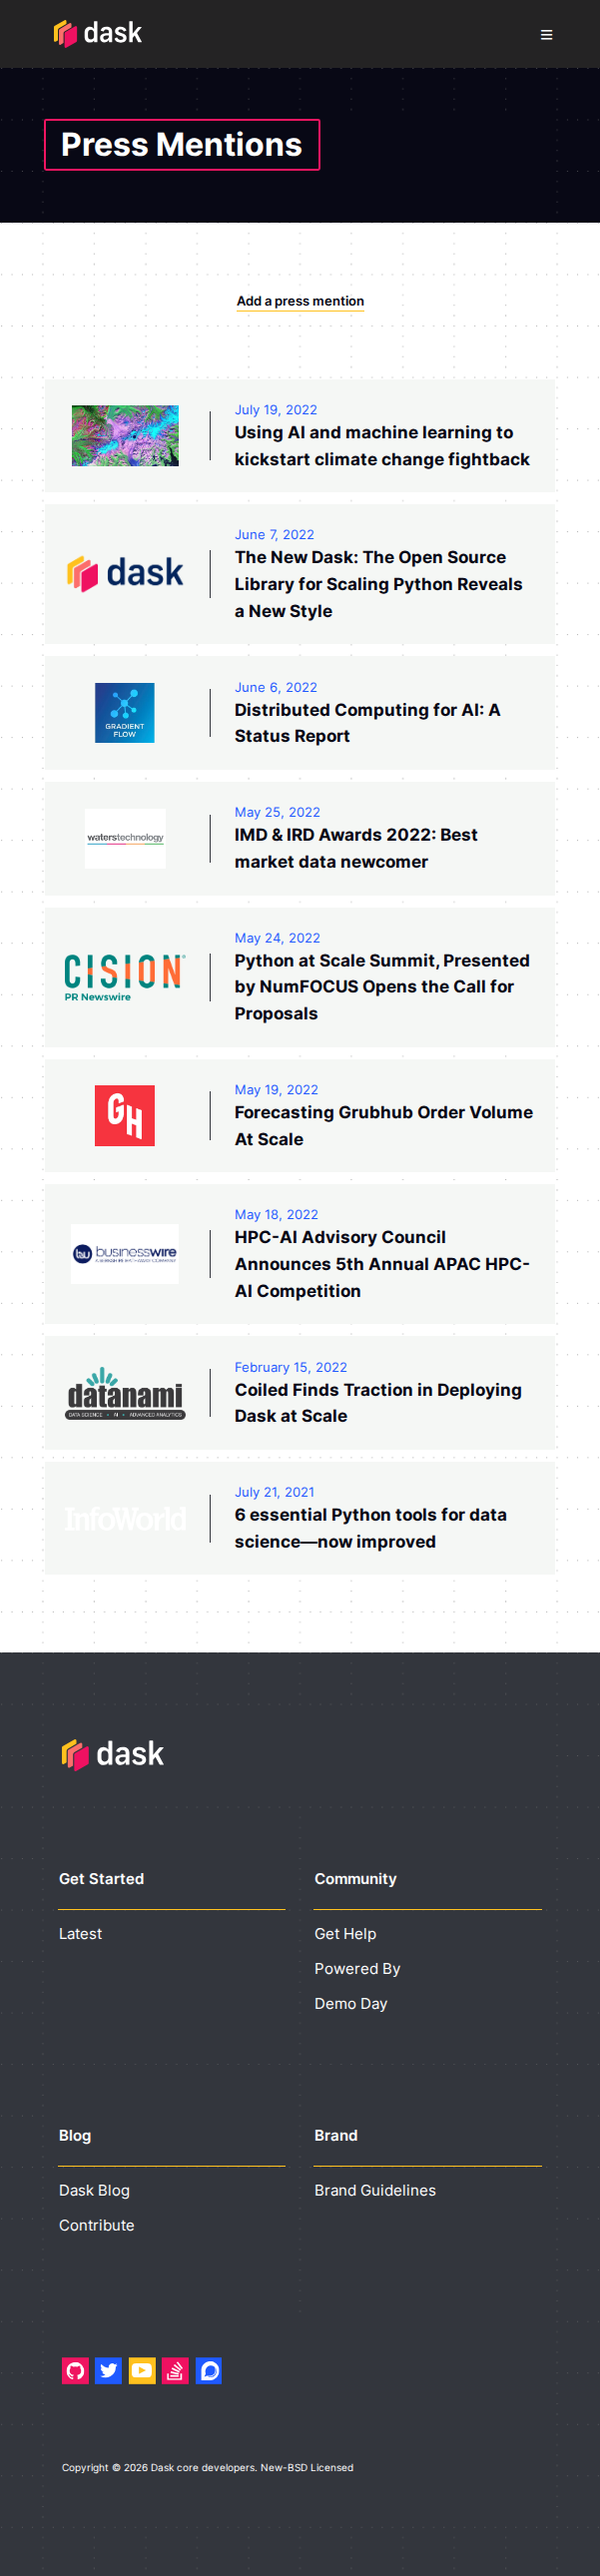 dask
Press Mentions
Add a press mention
July 19, 2022
Using AI and machine learning to
kickstart climate change fightback
dask
June 7, 2022
The New Dask: The Open Source
Library for Scaling Python Reveals
a New Style
GRADIENT
FLOW
June 6, 2022
Distributed Computing for AI: A
Status Report
waterstechnology
May 25, 2022
IMD & IRD Awards 2022: Best
market data newcomer
CISION
PR Newswire
May 24, 2022
Python at Scale Summit, Presented
by NumFOCUS Opens the Call for
Proposals
GH
May 19, 2022
Forecasting Grubhub Order Volume
At Scale
businesswire
May 18, 2022
HPC-AI Advisory Council
Announces 5th Annual APAC HPC-
AI Competition
datanami
DATA SCIENCE • AI • ADVANCED ANALYTICS
February 15, 2022
Coiled Finds Traction in Deploying
Dask at Scale
InfoWorld
July 21, 2021
6 essential Python tools for data
science—now improved
dask
Get Started
Latest
Community
Get Help
Powered By
Demo Day
Blog
Dask Blog
Contribute
Brand
Brand Guidelines
Copyright © 2026 Dask core developers. New-BSD Licensed